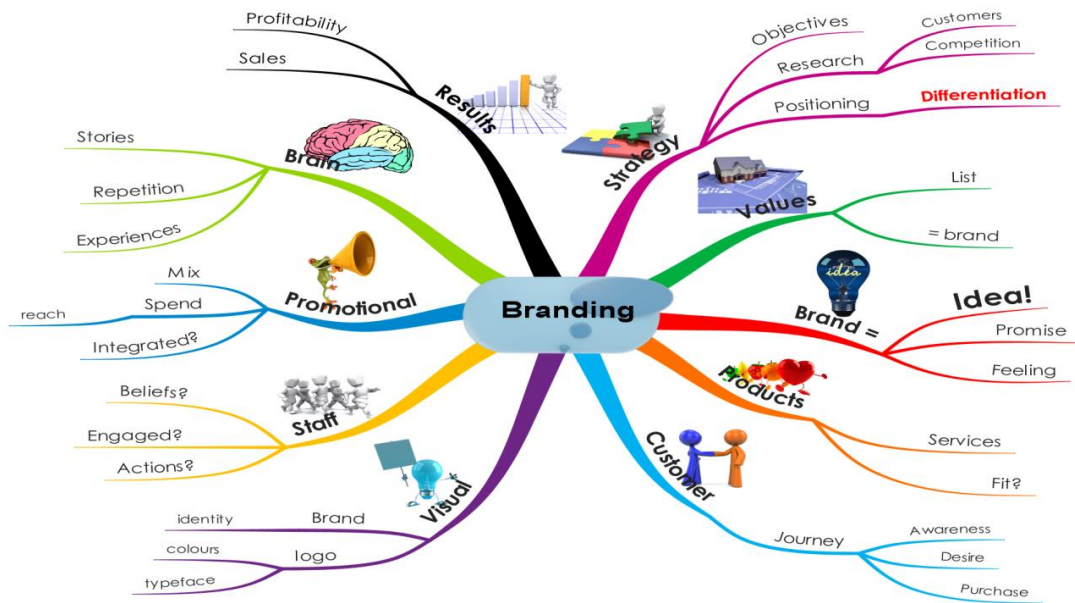 Branding
Strategy
Objectives
Research
Customers
Competition
Positioning
Differentiation
Values
List
= brand
Brand =
idea
Idea!
Promise
Feeling
Products
Services
Fit?
Customer
Journey
Awareness
Desire
Purchase
Visual
Brand
identity
logo
colours
typeface
Staff
Beliefs?
Engaged?
Actions?
Promotional
Mix
Spend
reach
Integrated?
Brain
Stories
Repetition
Experiences
Results
Profitability
Sales